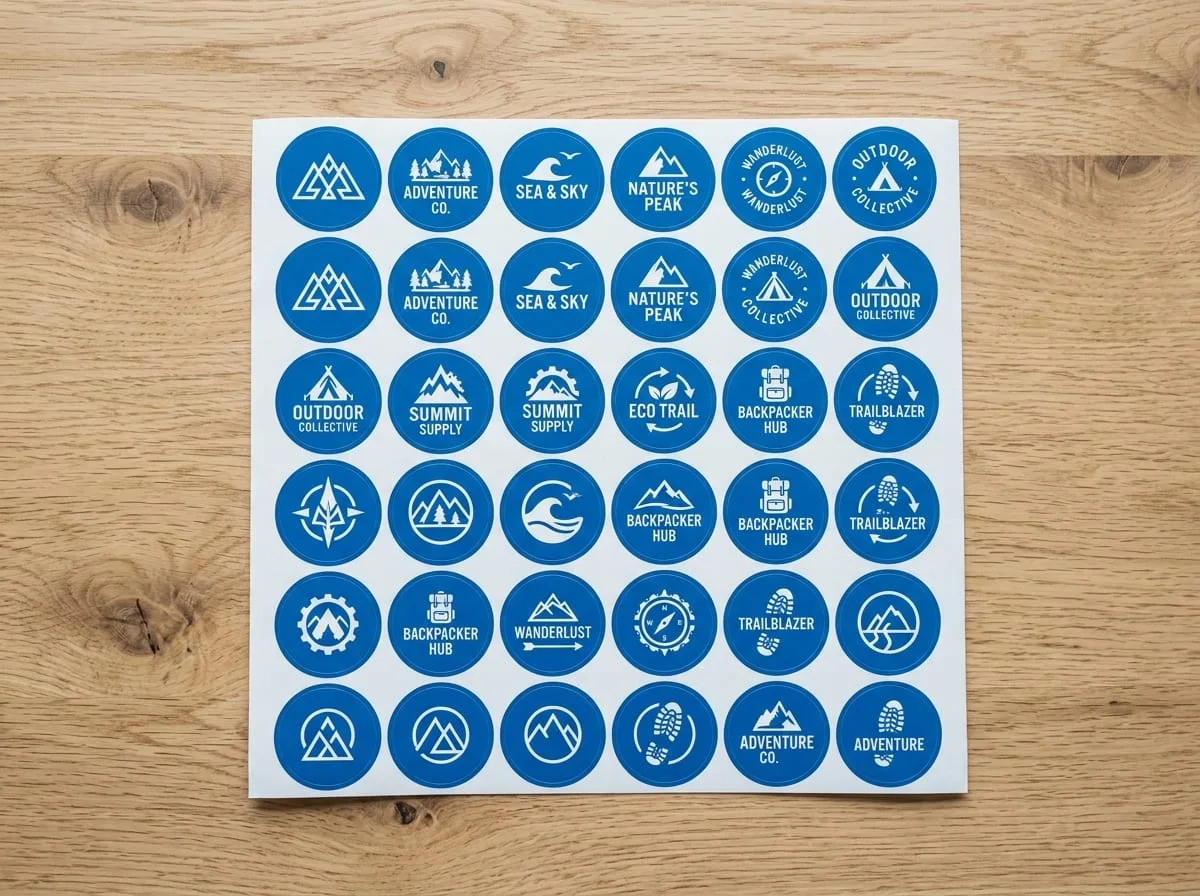 ADVENTURE
CO.
SEA & SKY
NATURE'S
PEAK
WANDERLUGT
WANDERLUST
OUTDOOR
COLLECTIVE
ADVENTURE
CO.
SEA & SKY
NATURE'S
PEAK
WANDERLUST
COLLECTIVE
OUTDOOR
COLLECTIVE
OUTDOOR
COLLECTIVE
SUMMIT
SUPPLY
SUMMIT
SUPPLY
ECO TRAIL
BACKPACKER
HUB
TRAILBLAZER
BACKPACKER
HUB
BACKPACKER
HUB
TRAILBLAZER
BACKPACKER
HUB
WANDERLUST
N
W E
S
TRAILBLAZER
ADVENTURE
CO.
ADVENTURE